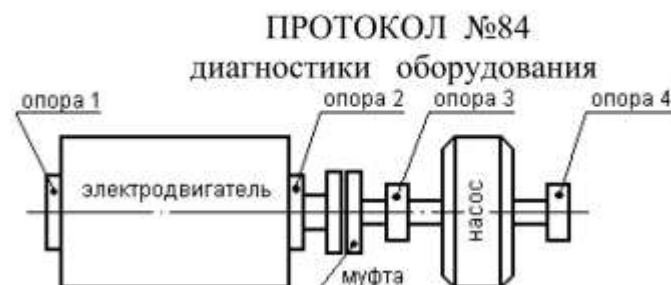 ПРОТОКОЛ №84
диагностики оборудования
опора 1 опора 2 опора 3 опора 4
электродвигатель
насос
муфта